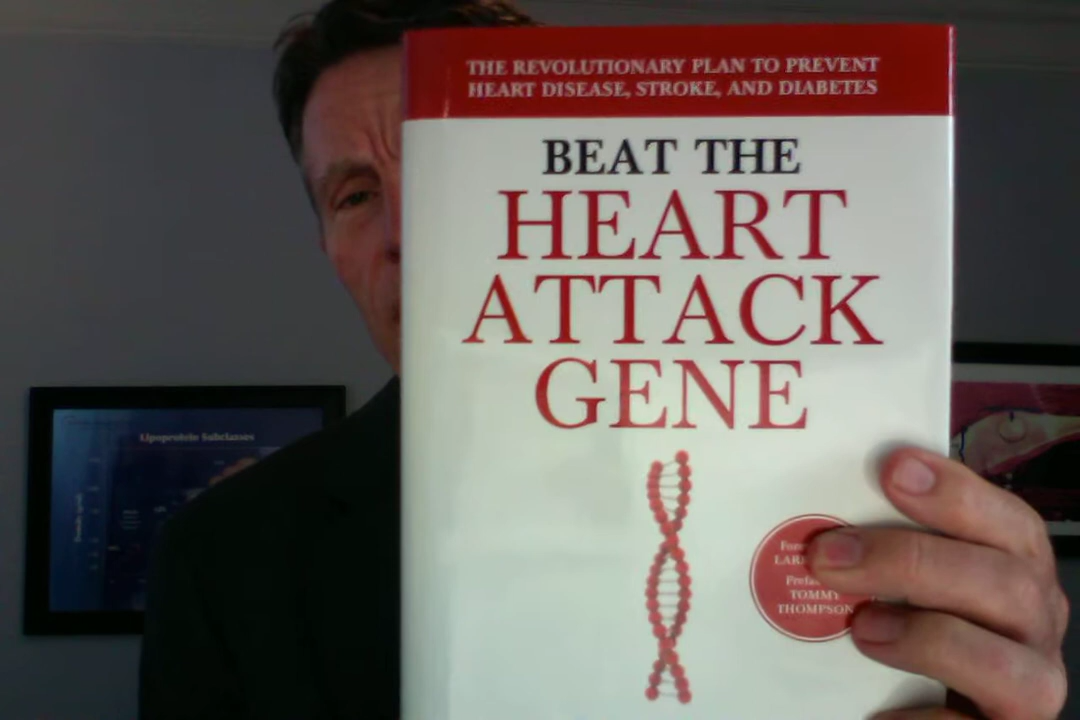 THE REVOLUTIONARY PLAN TO PREVENT
HEART DISEASE, STROKE, AND DIABETES
BEAT THE
HEART
ATTACK
GENE
TOMMY
THOMPSON
Lipoprotein Subclasses